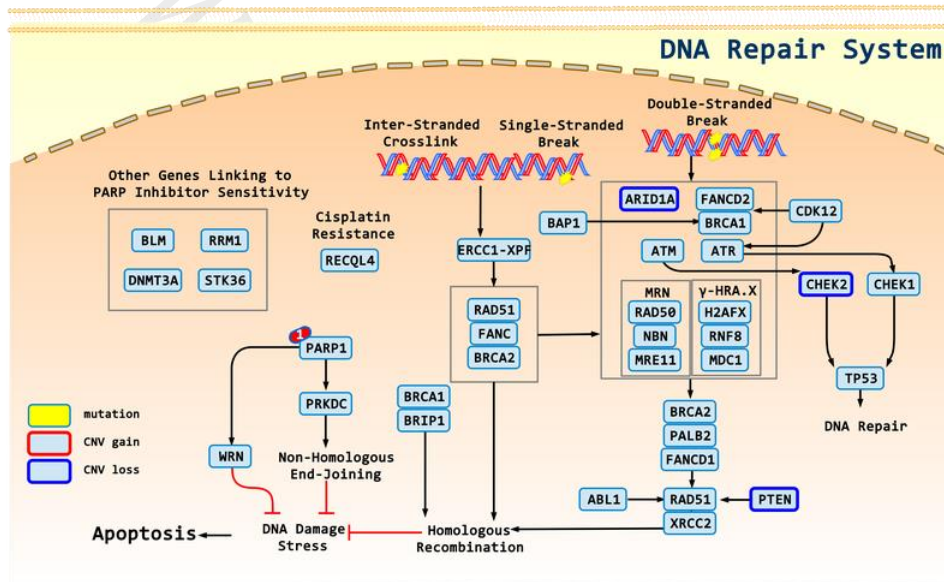 DNA Repair System
Double-Stranded
Break
Inter-Stranded
Crosslink
Single-Stranded
Break
Other Genes Linking to
PARP Inhibitor Sensitivity
BLM
RRM1
DNMT3A
STK36
Cisplatin
Resistance
RECQL4
ERCC1-XPF
BAP1
ARID1A
FANCD2
BRCA1
CDK12
ATM
ATR
CHEK2
CHEK1
MRN
RAD50
NBN
MRE11
γ-HRA.X
H2AFX
RNF8
MDC1
RAD51
FANC
BRCA2
TP53
DNA Repair
1
PARP1
PRKDC
WRN
Non-Homologous
End-Joining
BRCA1
BRIP1
BRCA2
PALB2
FANCD1
ABL1
RAD51
PTEN
XRCC2
mutation
CNV gain
CNV loss
Apoptosis
DNA Damage
Stress
Homologous
Recombination